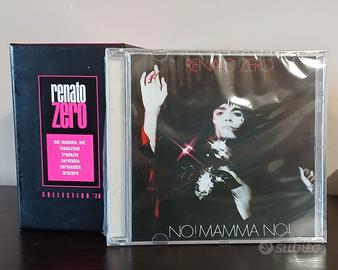 renato
zero
no! mamma, no!
invenzioni
trapezio
zerofobia
zerolandia
erozero
COLLECTION '70
RENATO ZERO
NO! MAMMA NO!
subito